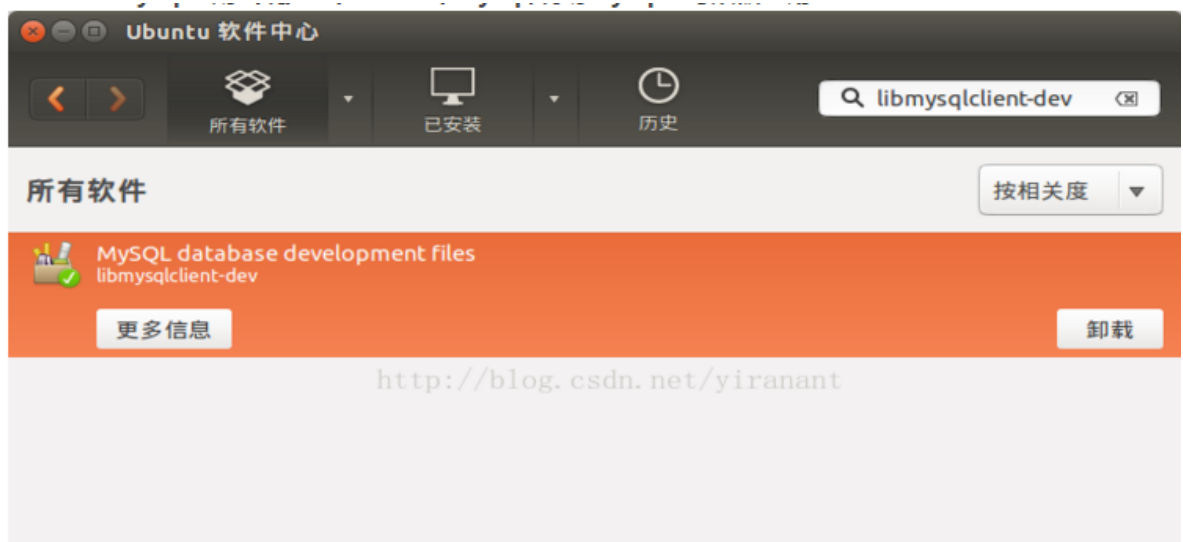 Ubuntu 软件中心
所有软件
已安装
历史
libmysqlclient-dev
所有软件
按相关度
MySQL database development files
libmysqlclient-dev
更多信息
卸载
http://blog.csdn.net/yiranant